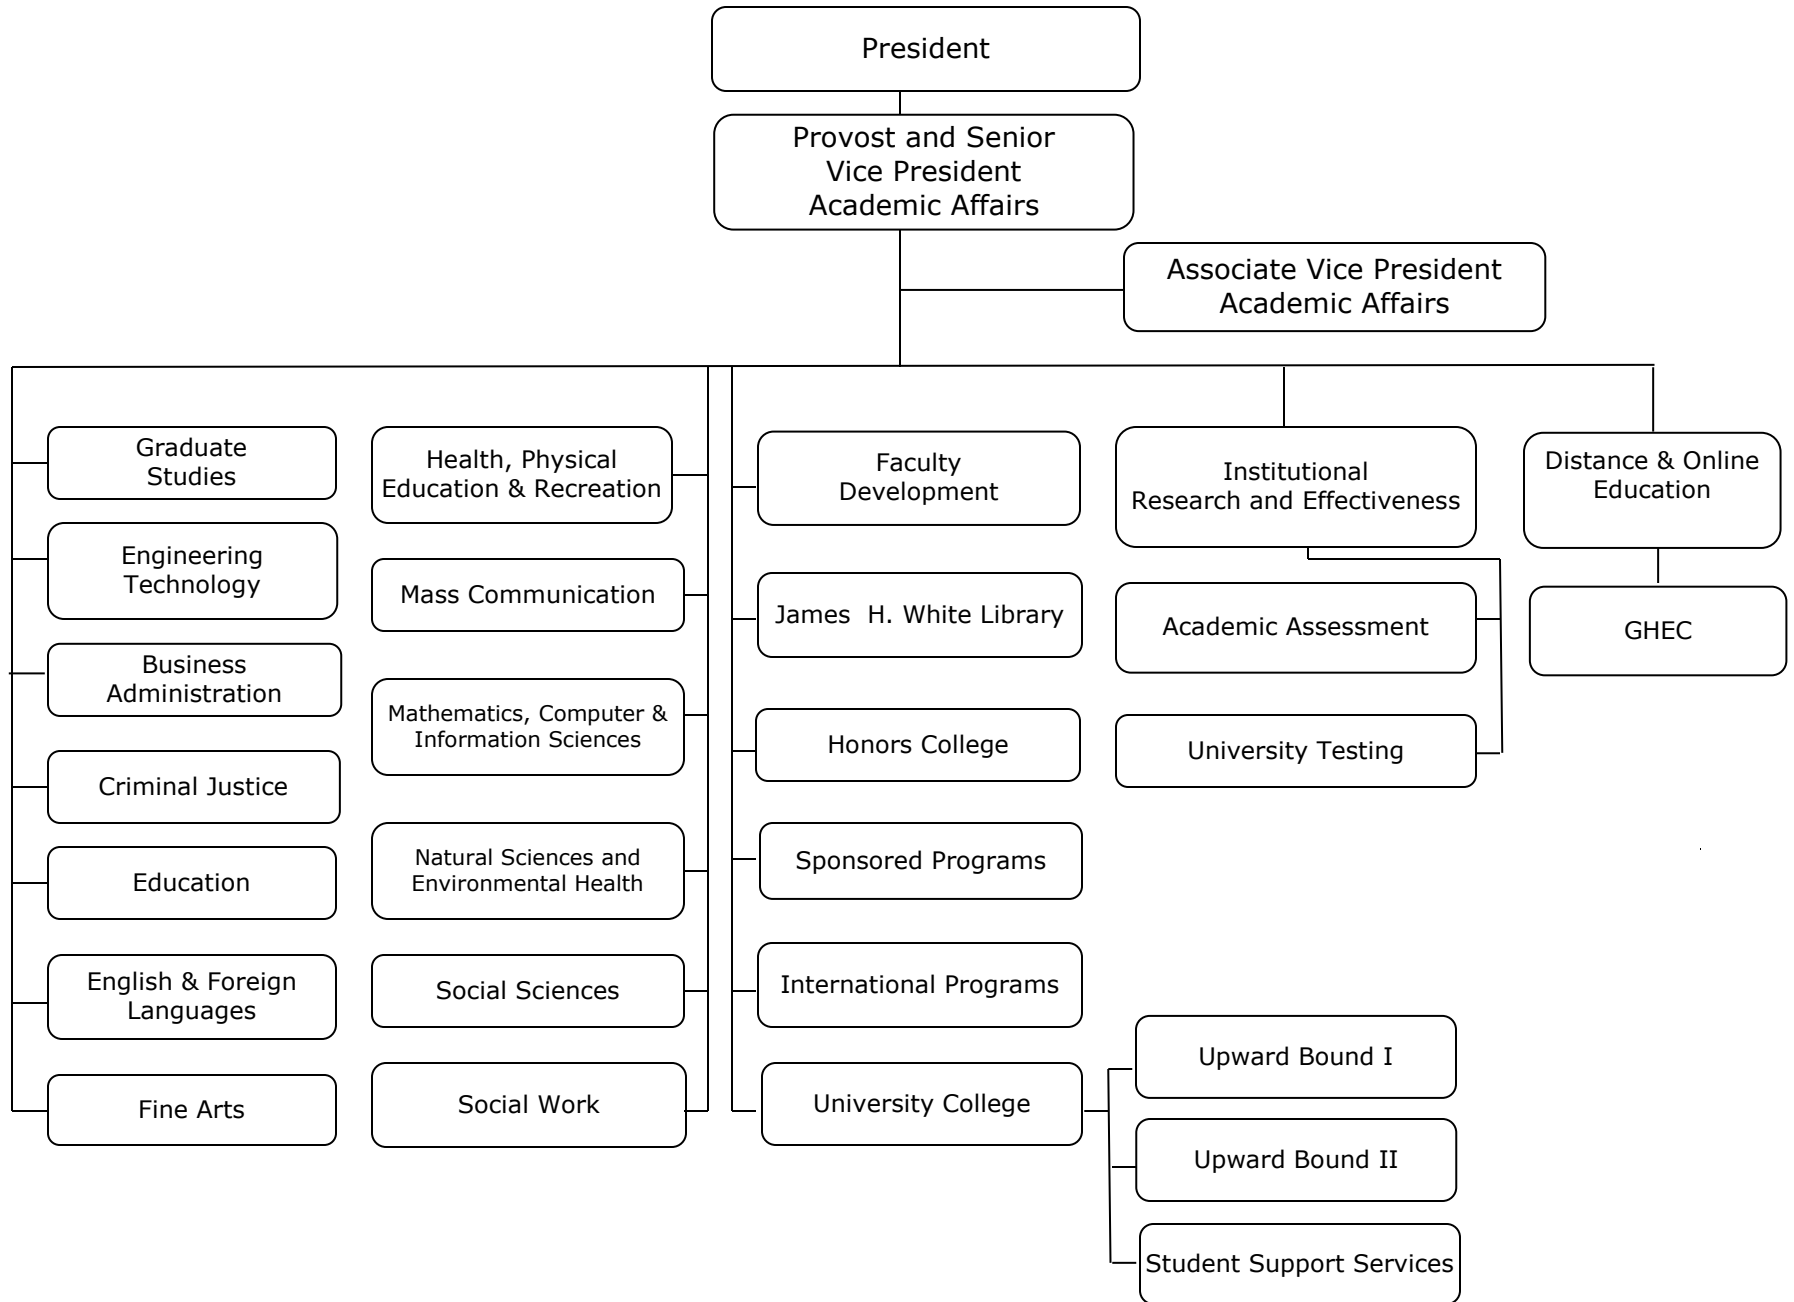 President
Provost and Senior
Vice President
Academic Affairs
Associate Vice President
Academic Affairs
Graduate
Studies
Engineering
Technology
Business
Administration
Criminal Justice
Education
English & Foreign
Languages
Fine Arts
Health, Physical
Education & Recreation
Mass Communication
Mathematics, Computer &
Information Sciences
Natural Sciences and
Environmental Health
Social Sciences
Social Work
Faculty
Development
James  H. White Library
Honors College
Sponsored Programs
International Programs
University College
Institutional
Research and Effectiveness
Academic Assessment
University Testing
Distance & Online
Education
GHEC
Upward Bound I
Upward Bound II
Student Support Services